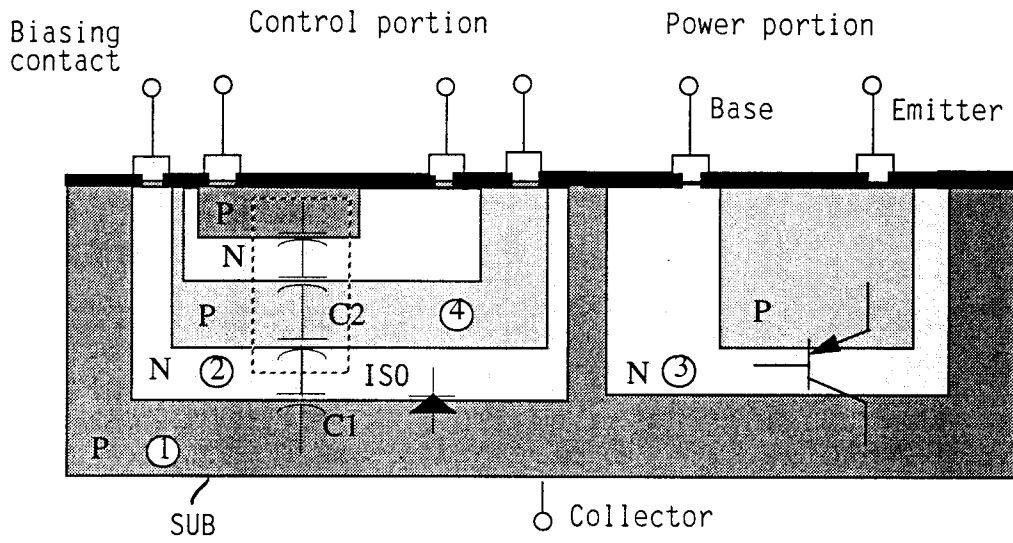 Biasing
contact
Control portion
Power portion
Base
Emitter
P
N
P
C2
④
P
N
②
ISO
N
③
C1
P
①
SUB
Collector